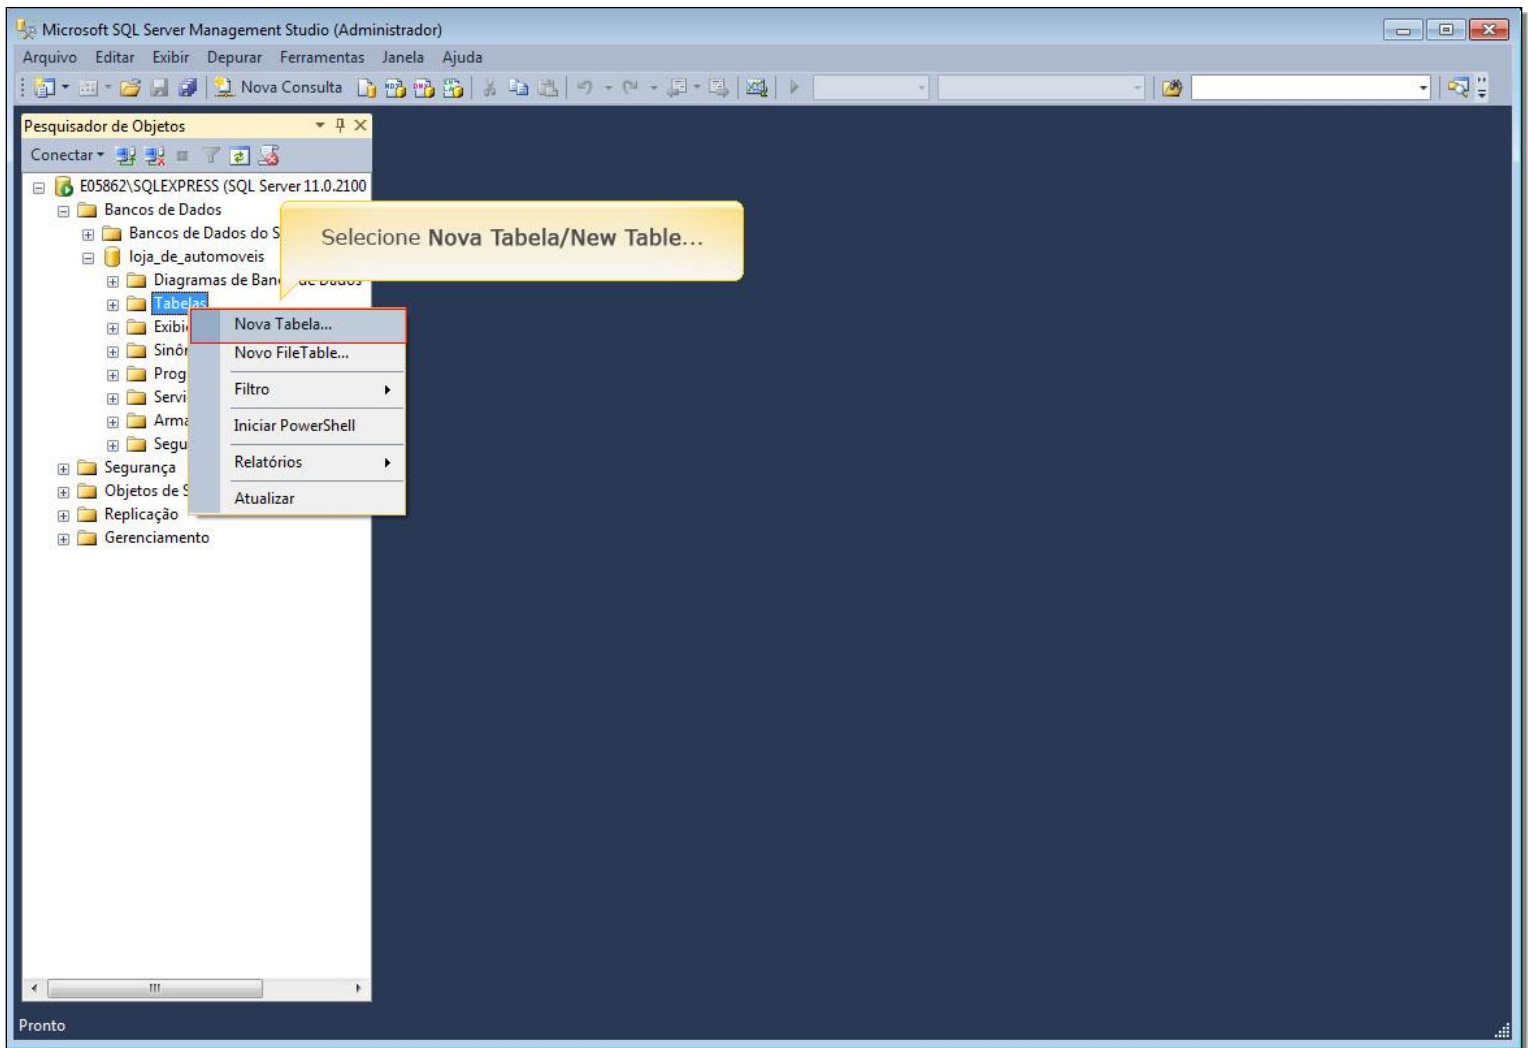 Microsoft SQL Server Management Studio (Administrador)
Arquivo Editar Exibir Depurar Ferramentas Janela Ajuda
Nova Consulta
Pesquisador de Objetos
Conectar
E05862\SQLEXPRESS (SQL Server 11.0.2100
Bancos de Dados
Bancos de Dados do S
loja_de_automoveis
Selecione Nova Tabela/New Table...
Diagramas de Ban de Dados
Tabelas
Exibi
Sinôn
Prog
Servi
Arma
Segu
Segurança
Objetos de S
Replicação
Gerenciamento
Nova Tabela...
Novo FileTable...
Filtro
Iniciar PowerShell
Relatórios
Atualizar
Pronto